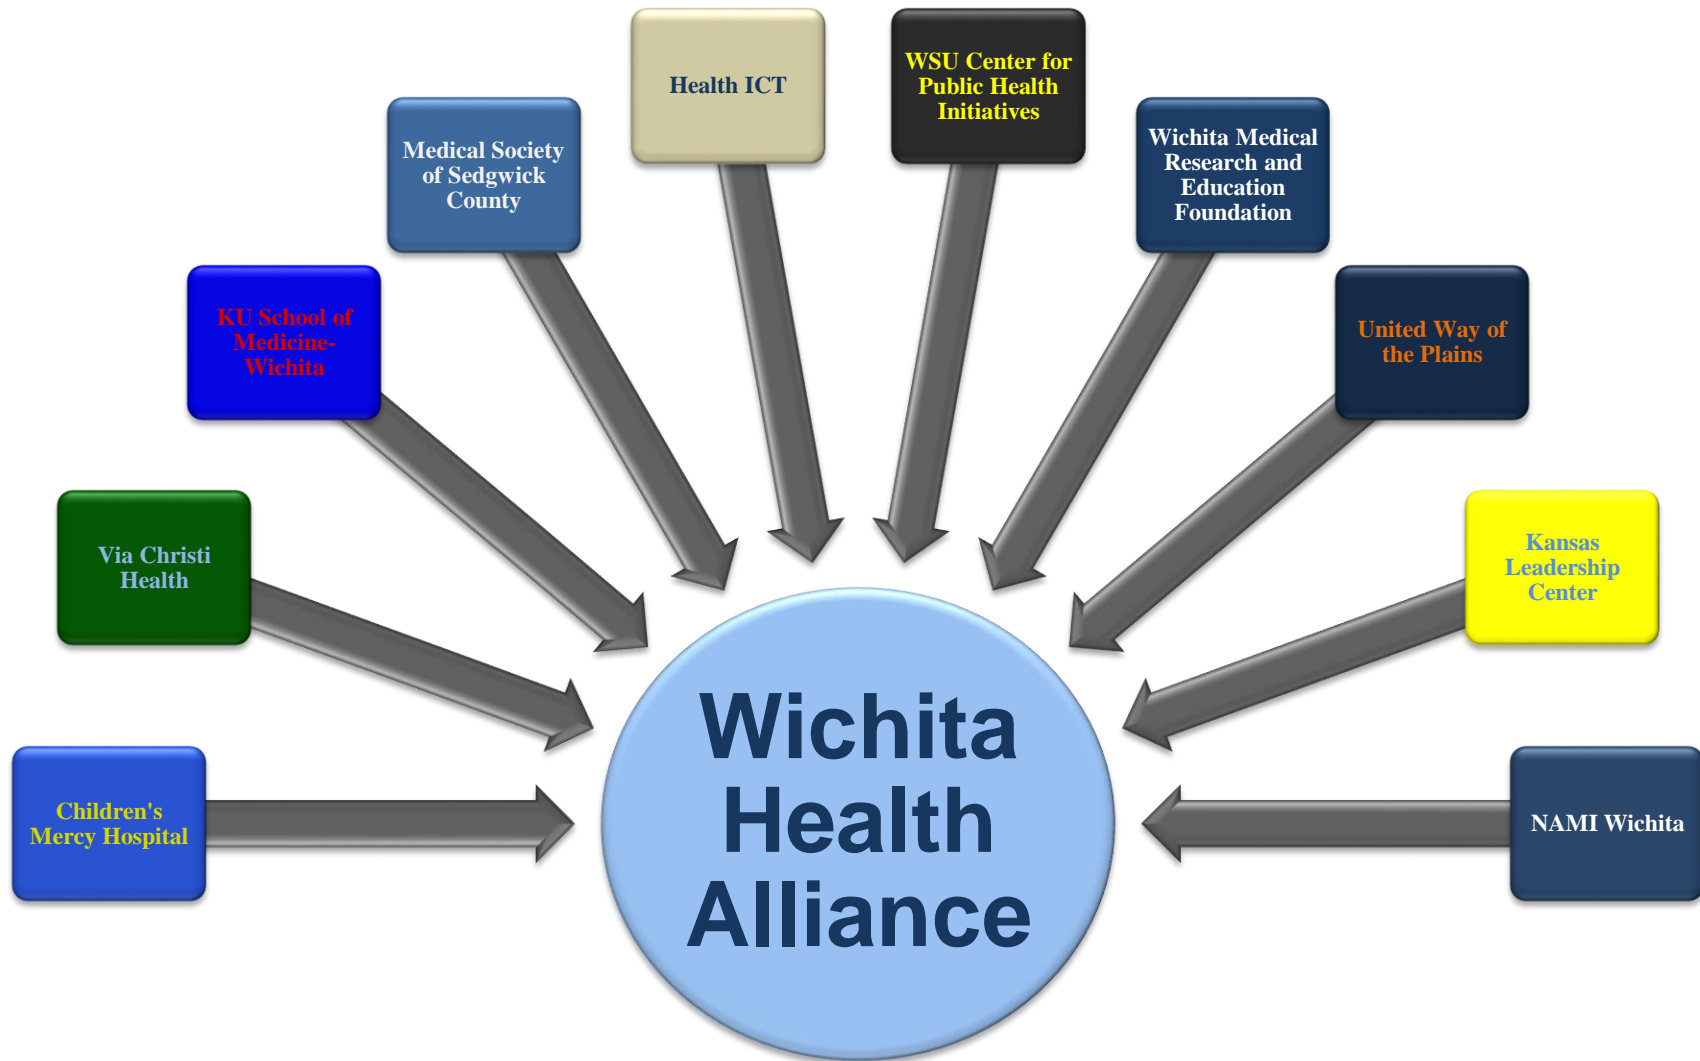 Health ICT
WSU Center for
Public Health
Initiatives
Medical Society
of Sedgwick
County
Wichita Medical
Research and
Education
Foundation
KU School of
Medicine-
Wichita
United Way of
the Plains
Via Christi
Health
Kansas
Leadership
Center
Children's
Mercy Hospital
NAMI Wichita
Wichita
Health
Alliance